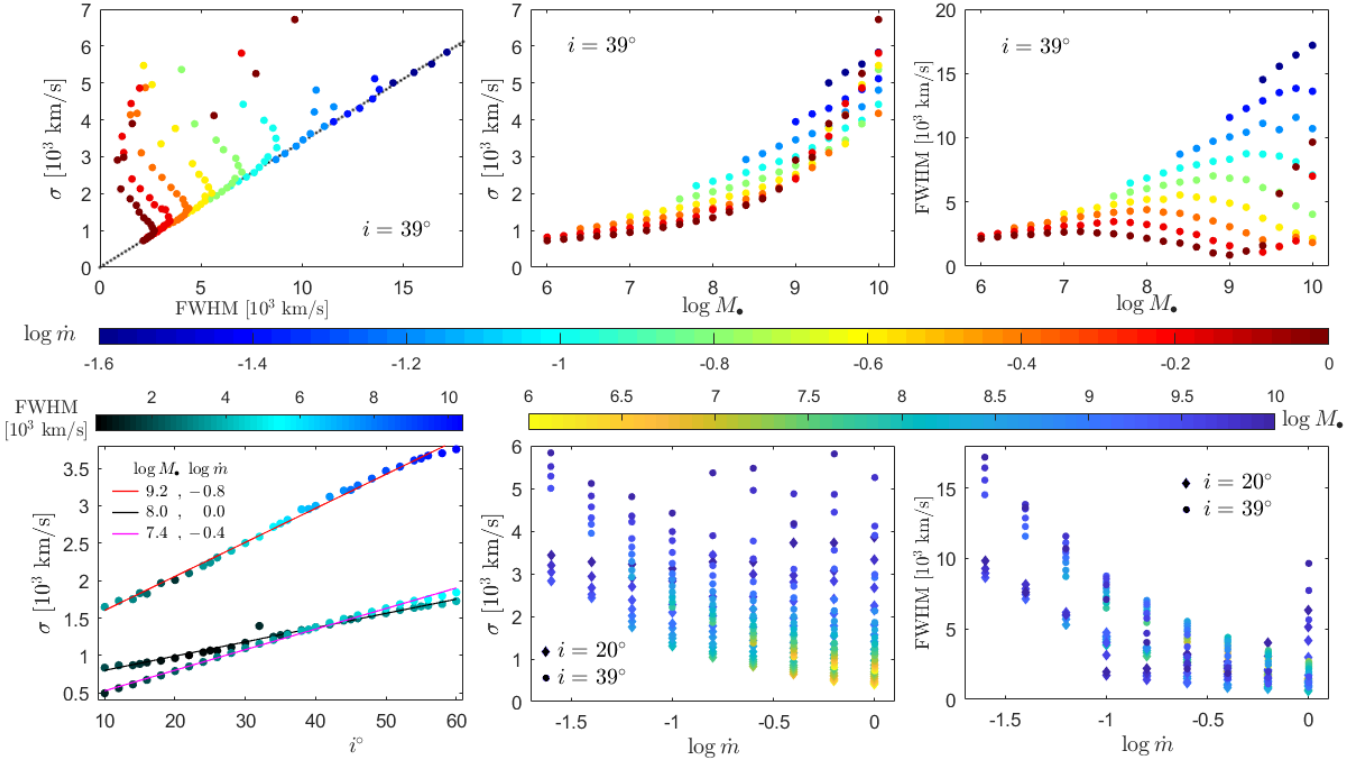 7
6
5
4
3
2
1
0
σ [10³ km/s]
i = 39°
0 5 10 15
FWHM [10³ km/s]
7
6
5
4
3
2
1
0
σ [10³ km/s]
i = 39°
6 7 8 9 10
log M•
20
15
10
5
0
FWHM [10³ km/s]
i = 39°
6 7 8 9 10
log M•
log ṁ
-1.6 -1.4 -1.2 -1 -0.8 -0.6 -0.4 -0.2 0
FWHM
[10³ km/s]
2 4 6 8 10
6 6.5 7 7.5 8 8.5 9 9.5 10
log M•
3.5
3
2.5
2
1.5
1
0.5
σ [10³ km/s]
log M• log ṁ
9.2 , −0.8
8.0 , 0.0
7.4 , −0.4
10 20 30 40 50 60
i°
6
5
4
3
2
1
0
σ [10³ km/s]
i = 20°
i = 39°
-1.5 -1 -0.5 0
log ṁ
15
10
5
0
FWHM [10³ km/s]
i = 20°
i = 39°
-1.5 -1 -0.5 0
log ṁ